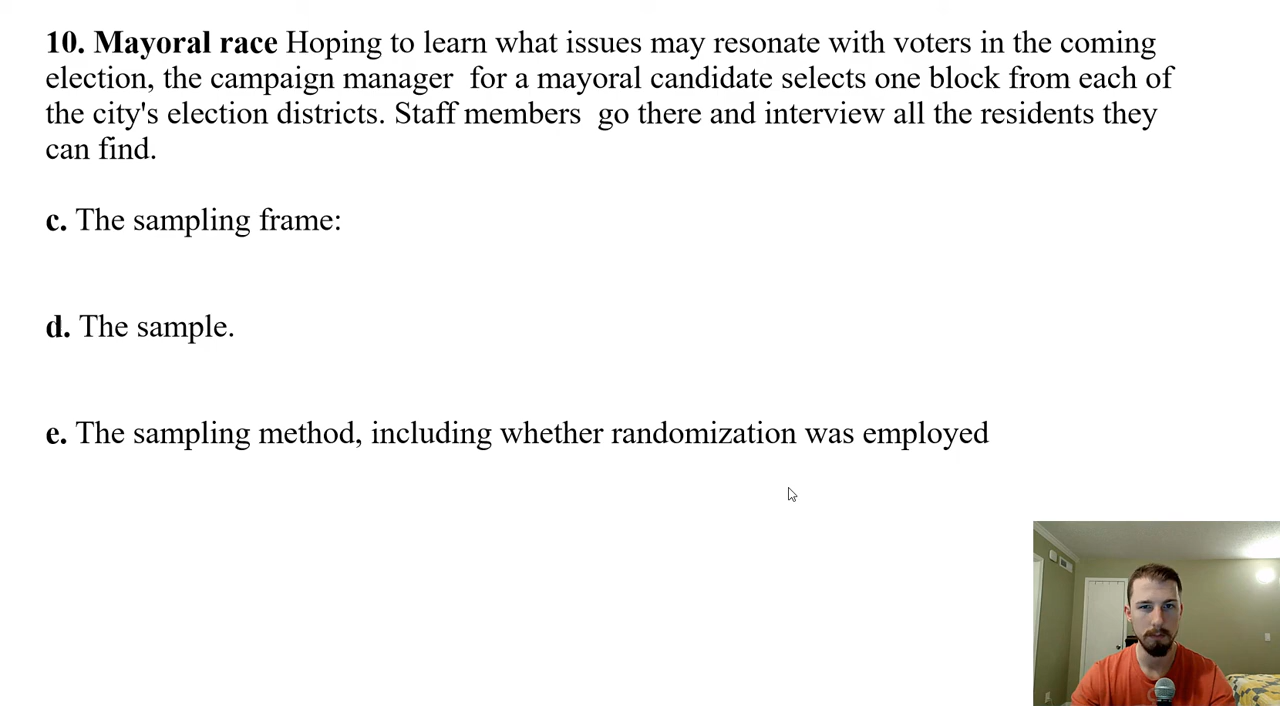 10. Mayoral race Hoping to learn what issues may resonate with voters in the coming
election, the campaign manager for a mayoral candidate selects one block from each of
the city's election districts. Staff members go there and interview all the residents they
can find.
c. The sampling frame:
d. The sample.
e. The sampling method, including whether randomization was employed